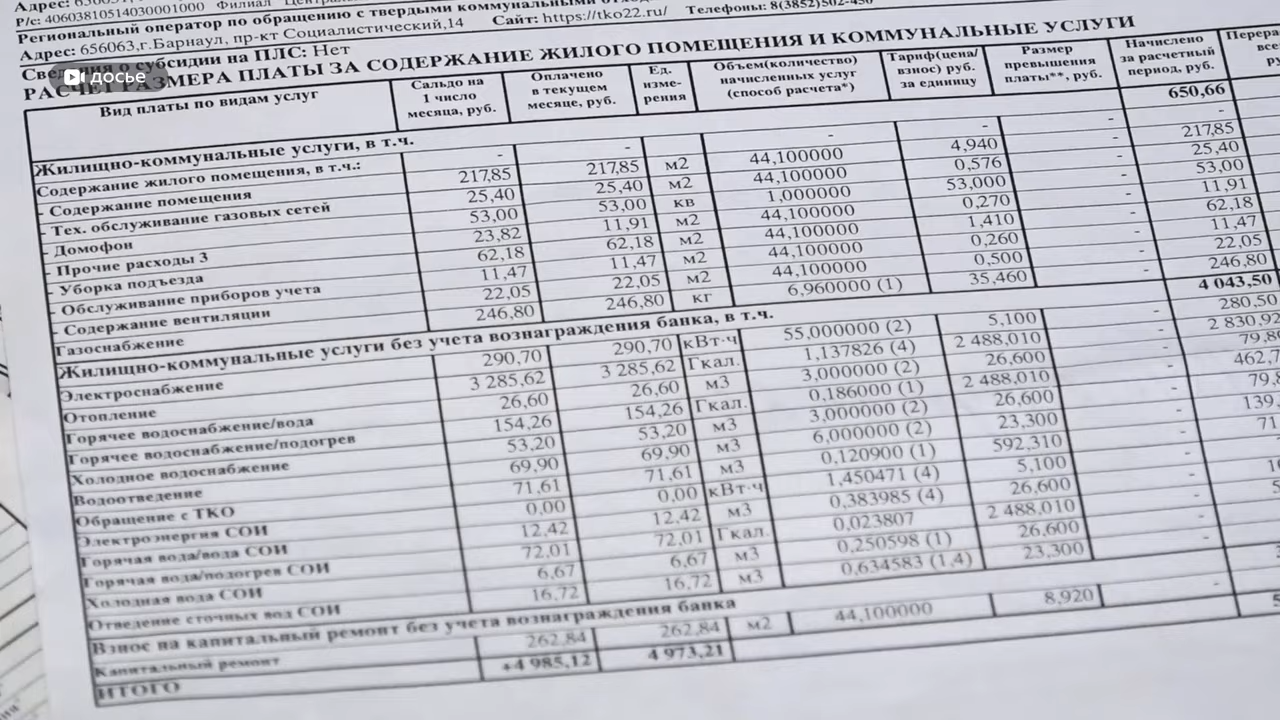 Р/с: 40603810514030001000 Филиал
Региональный оператор по обращению с твердыми коммунальными
Адрес: 656063,г.Барнаул, пр-кт Социалистический,14 Сайт: https://tko22.ru/ Телефоны: 8(3852)502-450
Сведения о субсидии на ПЛС: Нет
досье
РАСЧЕТ РАЗМЕРА ПЛАТЫ ЗА СОДЕРЖАНИЕ ЖИЛОГО ПОМЕЩЕНИЯ И КОММУНАЛЬНЫЕ УСЛУГИ
Вид платы по видам услуг
Сальдо на
1 число
месяца, руб.
Оплачено
в текущем
месяце, руб.
Ед.
изме-
рения
Объем(количество)
начисленных услуг
(способ расчета*)
Тариф(цена/
взнос) руб.
за единицу
Размер
превышения
платы**, руб.
Начислено
за расчетный
период, руб.
Жилищно-коммунальные услуги, в т.ч. 650,66
Содержание жилого помещения, в т.ч.: - - - - - -
- Содержание помещения 217,85 217,85 м2 44,100000 4,940 - 217,85
- Тех. обслуживание газовых сетей 25,40 25,40 м2 44,100000 0,576 - 25,40
- Домофон 53,00 53,00 кв 1,000000 53,000 - 53,00
- Прочие расходы 3 23,82 11,91 м2 44,100000 0,270 - 11,91
- Уборка подъезда 62,18 62,18 м2 44,100000 1,410 - 62,18
- Обслуживание приборов учета 11,47 11,47 м2 44,100000 0,260 - 11,47
- Содержание вентиляции 22,05 22,05 м2 44,100000 0,500 - 22,05
Газоснабжение 246,80 246,80 кг 6,960000 (1) 35,460 - 246,80
Жилищно-коммунальные услуги без учета вознаграждения банка, в т.ч. 4 043,50
Электроснабжение 290,70 290,70 кВт·ч 55,000000 (2) 5,100 - 280,50
Отопление 3 285,62 3 285,62 Гкал. 1,137826 (4) 2 488,010 -
Горячее водоснабжение/вода 26,60 26,60 м3 3,000000 (2) 26,600 -
Горячее водоснабжение/подогрев 154,26 154,26 Гкал. 0,186000 (1) 2 488,010 -
Холодное водоснабжение 53,20 53,20 м3 3,000000 (2) 26,600 -
Водоотведение 69,90 69,90 м3 6,000000 (2) 23,300 -
Обращение с ТКО 71,61 71,61 м3 0,120900 (1) 592,310 -
Электроэнергия СОИ 0,00 0,00 кВт·ч 1,450471 (4) 5,100 -
Горячая вода/вода СОИ 12,42 12,42 м3 0,383985 (4) 26,600 -
Горячая вода/подогрев СОИ 72,01 72,01 Гкал. 0,023807 2 488,010 -
Холодная вода СОИ 6,67 6,67 м3 0,250598 (1) 26,600 -
Отведение сточных вод СОИ 16,72 16,72 м3 0,634583 (1,4) 23,300 -
Взнос на капитальный ремонт без учета вознаграждения банка
Капитальный ремонт 262,84 262,84 м2 44,100000 8,920 -
ИТОГО +4 985,12 4 973,21